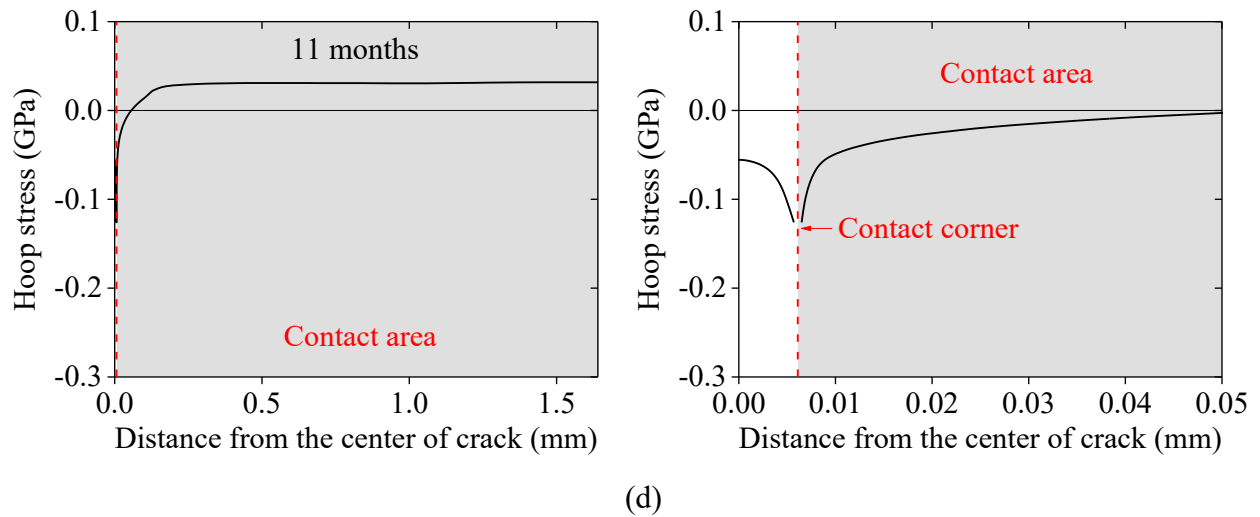 0.1
0.0
-0.1
-0.2
-0.3
Hoop stress (GPa)
11 months
Contact area
0.0
0.5
1.0
1.5
Distance from the center of crack (mm)
0.1
0.0
-0.1
-0.2
-0.3
Hoop stress (GPa)
Contact area
Contact corner
0.00
0.01
0.02
0.03
0.04
0.05
Distance from the center of crack (mm)
(d)